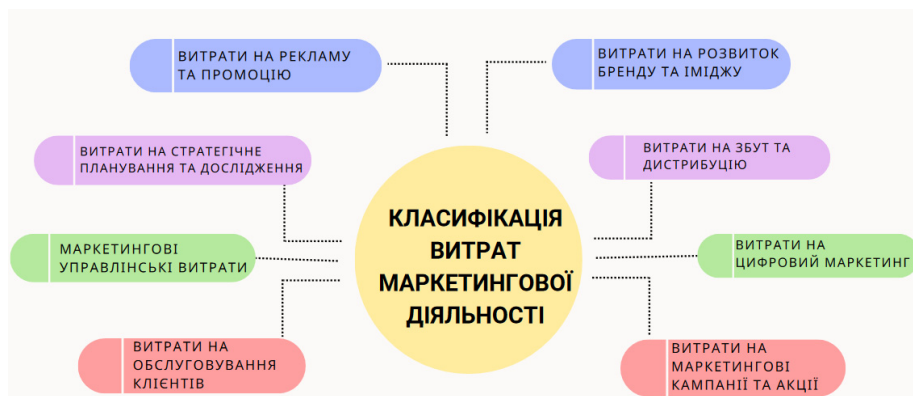 ВИТРАТИ НА РЕКЛАМУ
ТА ПРОМОЦІЮ
ВИТРАТИ НА РОЗВИТОК
БРЕНДУ ТА ІМІДЖУ
ВИТРАТИ НА СТРАТЕГІЧНЕ
ПЛАНУВАННЯ ТА ДОСЛІДЖЕННЯ
ВИТРАТИ НА ЗБУТ ТА
ДИСТРИБУЦІЮ
КЛАСИФІКАЦІЯ
ВИТРАТ
МАРКЕТИНГОВОЇ
ДІЯЛЬНОСТІ
МАРКЕТИНГОВІ
УПРАВЛІНСЬКІ ВИТРАТИ
ВИТРАТИ НА
ЦИФРОВИЙ МАРКЕТИНГ
ВИТРАТИ НА
ОБСЛУГОВУВАННЯ
КЛІЄНТІВ
ВИТРАТИ НА
МАРКЕТИНГОВІ
КАМПАНІЇ ТА АКЦІЇ